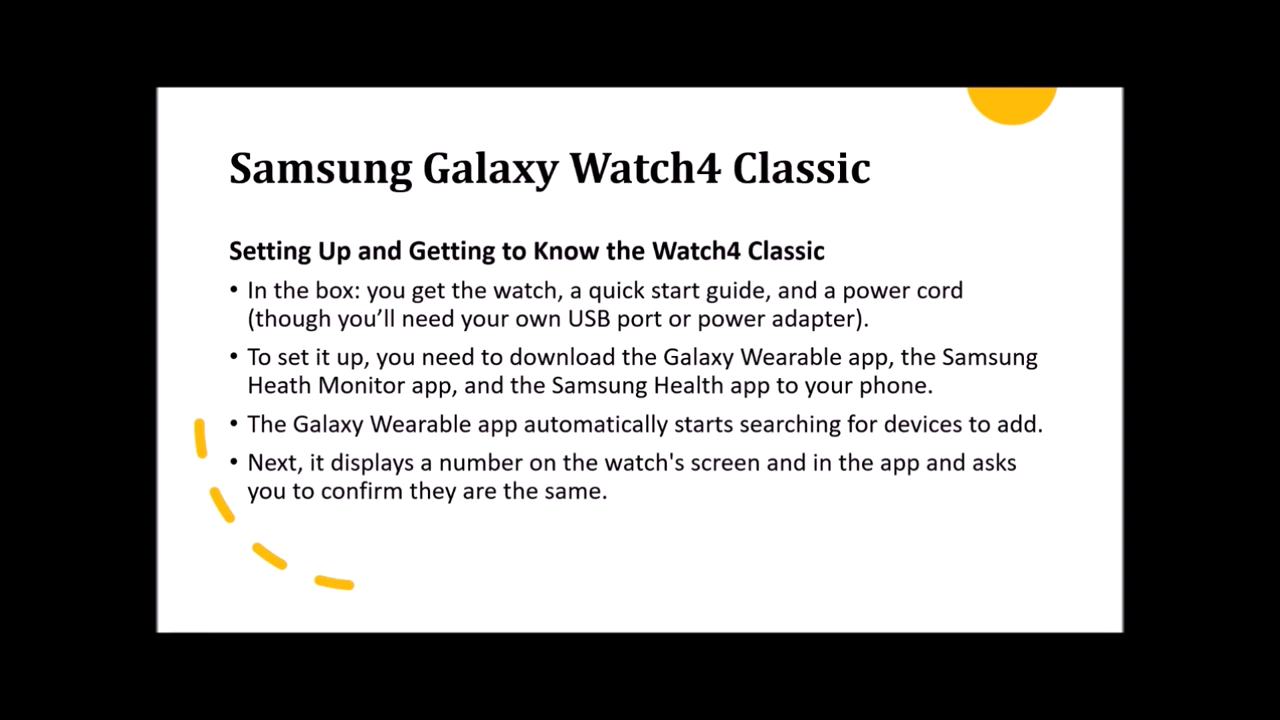 Samsung Galaxy Watch4 Classic
Setting Up and Getting to Know the Watch4 Classic
• In the box: you get the watch, a quick start guide, and a power cord
(though you’ll need your own USB port or power adapter).
• To set it up, you need to download the Galaxy Wearable app, the Samsung
Heath Monitor app, and the Samsung Health app to your phone.
• The Galaxy Wearable app automatically starts searching for devices to add.
• Next, it displays a number on the watch's screen and in the app and asks
you to confirm they are the same.